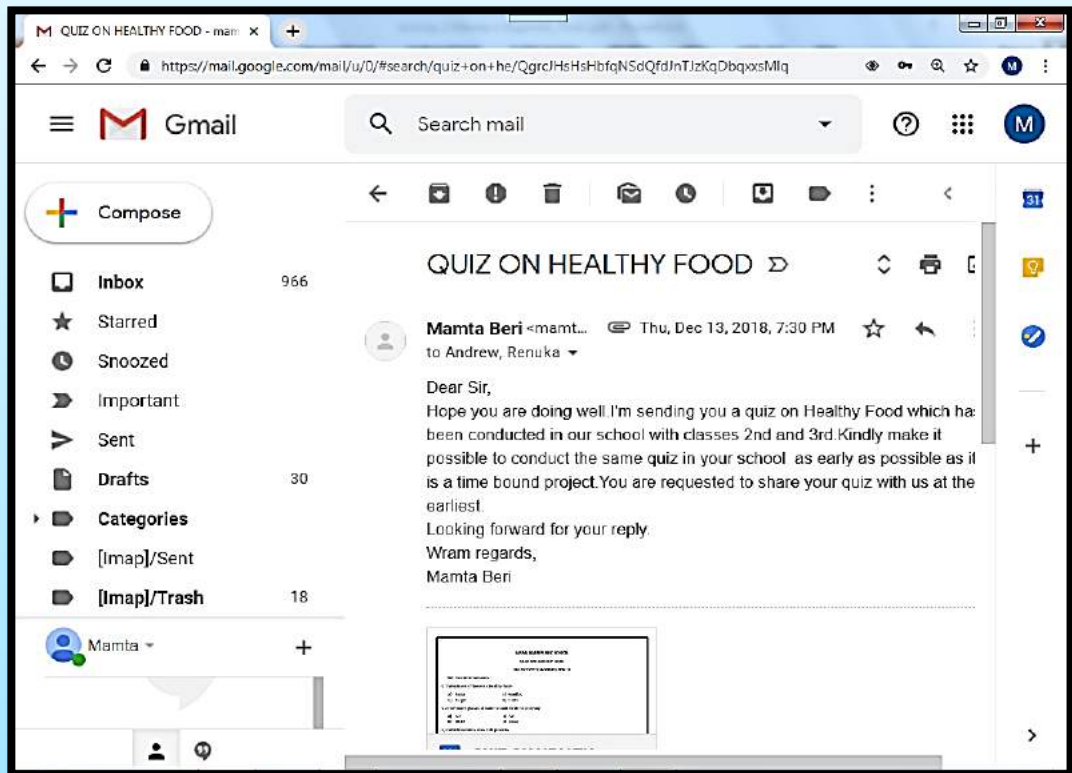 QUIZ ON HEALTHY FOOD - mam
https://mail.google.com/mail/u/0/#search/quiz+on+he/QgrcJHsHsHbfqNSdQfdJnTJzKqDbqxxsMlq
M
Gmail
Search mail
M
Compose
Inbox 966
Starred
Snoozed
Important
Sent
Drafts 30
Categories
[Imap]/Sent
[Imap]/Trash 18
Mamta
31
QUIZ ON HEALTHY FOOD
Mamta Beri <mamt... Thu, Dec 13, 2018, 7:30 PM
to Andrew, Renuka
Dear Sir,
Hope you are doing well.I'm sending you a quiz on Healthy Food which has
been conducted in our school with classes 2nd and 3rd.Kindly make it
possible to conduct the same quiz in your school as early as possible as it
is a time bound project.You are requested to share your quiz with us at the
earliest.
Looking forward for your reply.
Wram regards,
Mamta Beri